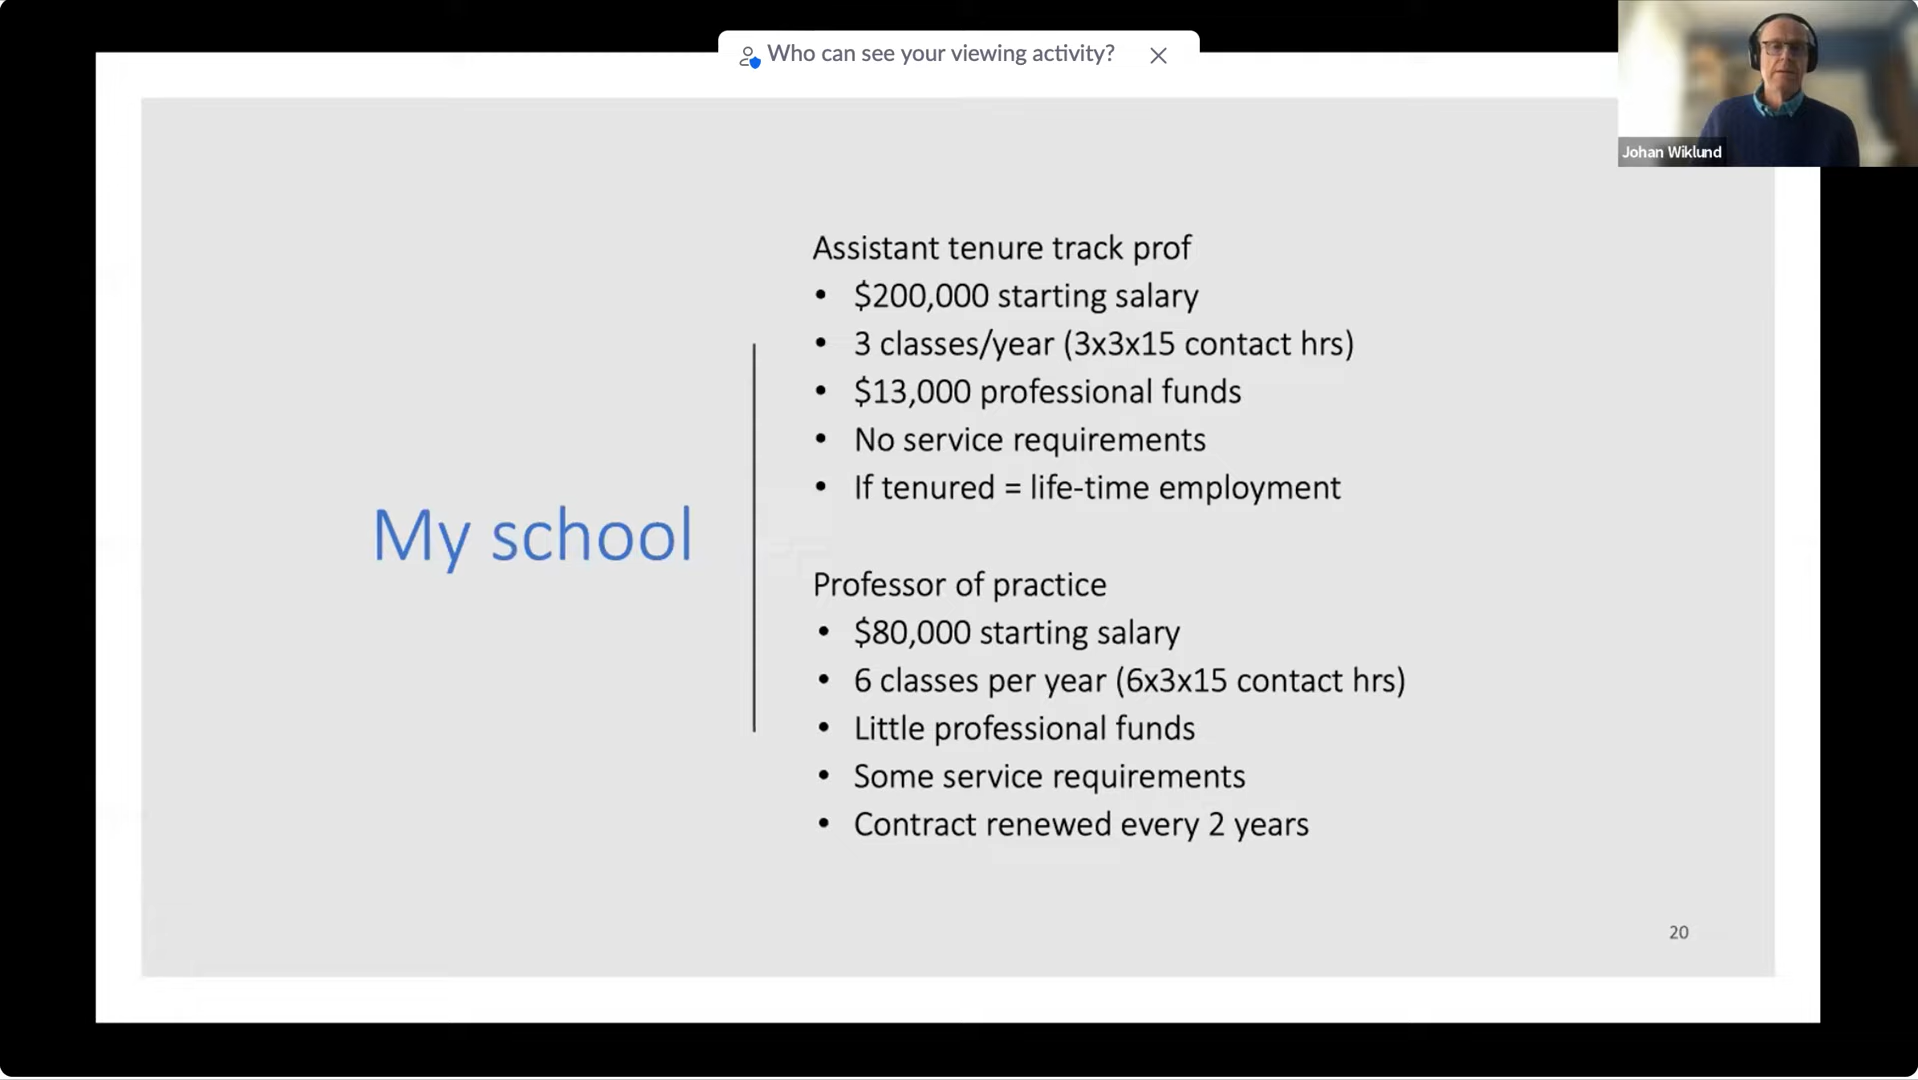 Who can see your viewing activity?
Johan Wiklund
My school
Assistant tenure track prof
• $200,000 starting salary
• 3 classes/year (3x3x15 contact hrs)
• $13,000 professional funds
• No service requirements
• If tenured = life-time employment
Professor of practice
• $80,000 starting salary
• 6 classes per year (6x3x15 contact hrs)
• Little professional funds
• Some service requirements
• Contract renewed every 2 years
20